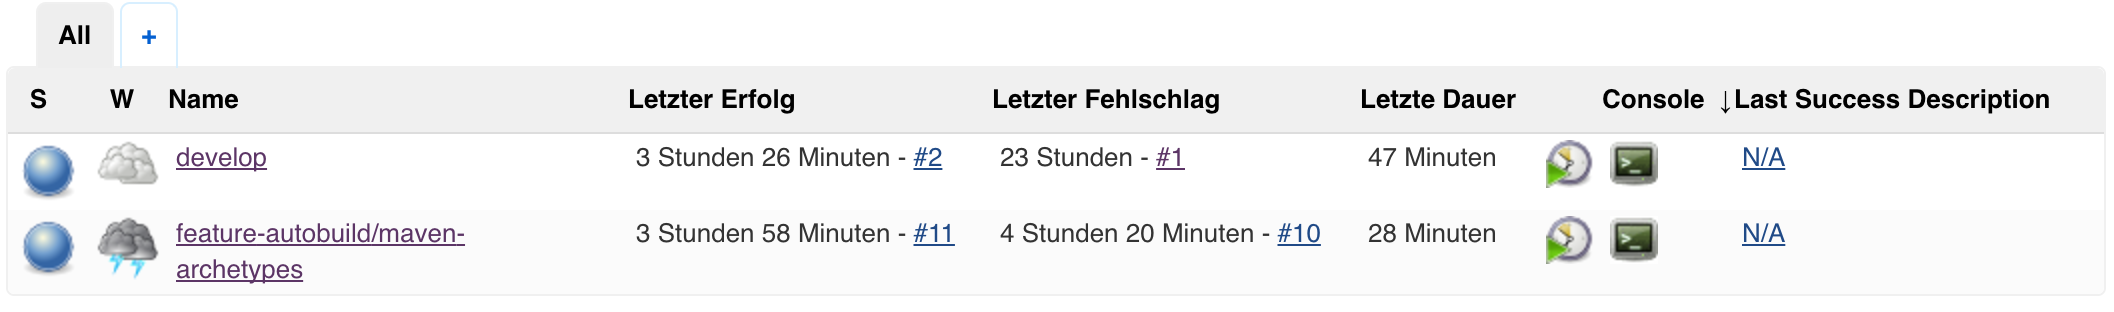 All +
S W Name Letzter Erfolg Letzter Fehlschlag Letzte Dauer Console ↓Last Success Description
develop 3 Stunden 26 Minuten - #2 23 Stunden - #1 47 Minuten N/A
feature-autobuild/maven- 3 Stunden 58 Minuten - #11 4 Stunden 20 Minuten - #10 28 Minuten N/A
archetypes